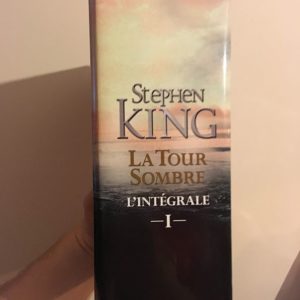 Stephen
KING
LA TOUR
SOMBRE
L'INTÉGRALE
–I–